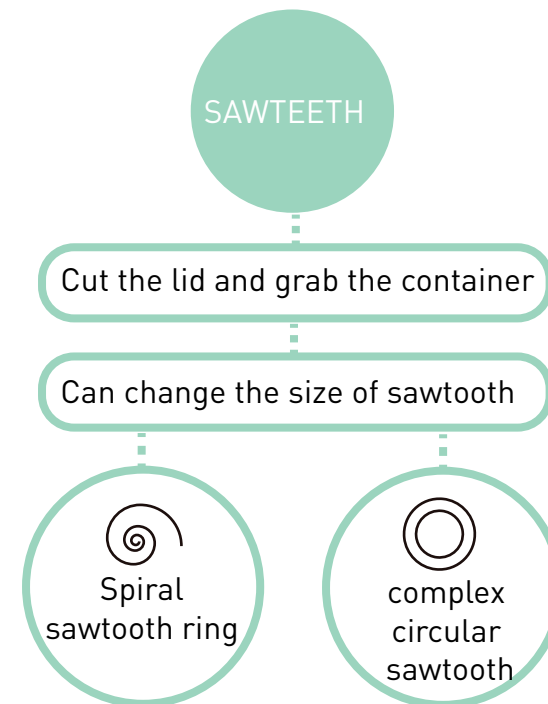 SAWTEETH
Cut the lid and grab the container
Can change the size of sawtooth
Spiral
sawtooth ring
complex
circular
sawtooth